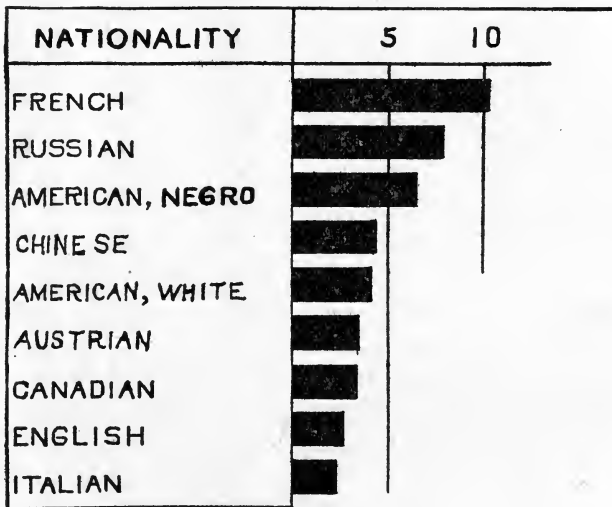 NATIONALITY 5 10
FRENCH
RUSSIAN
AMERICAN, NEGRO
CHINESE
AMERICAN, WHITE
AUSTRIAN
CANADIAN
ENGLISH
ITALIAN